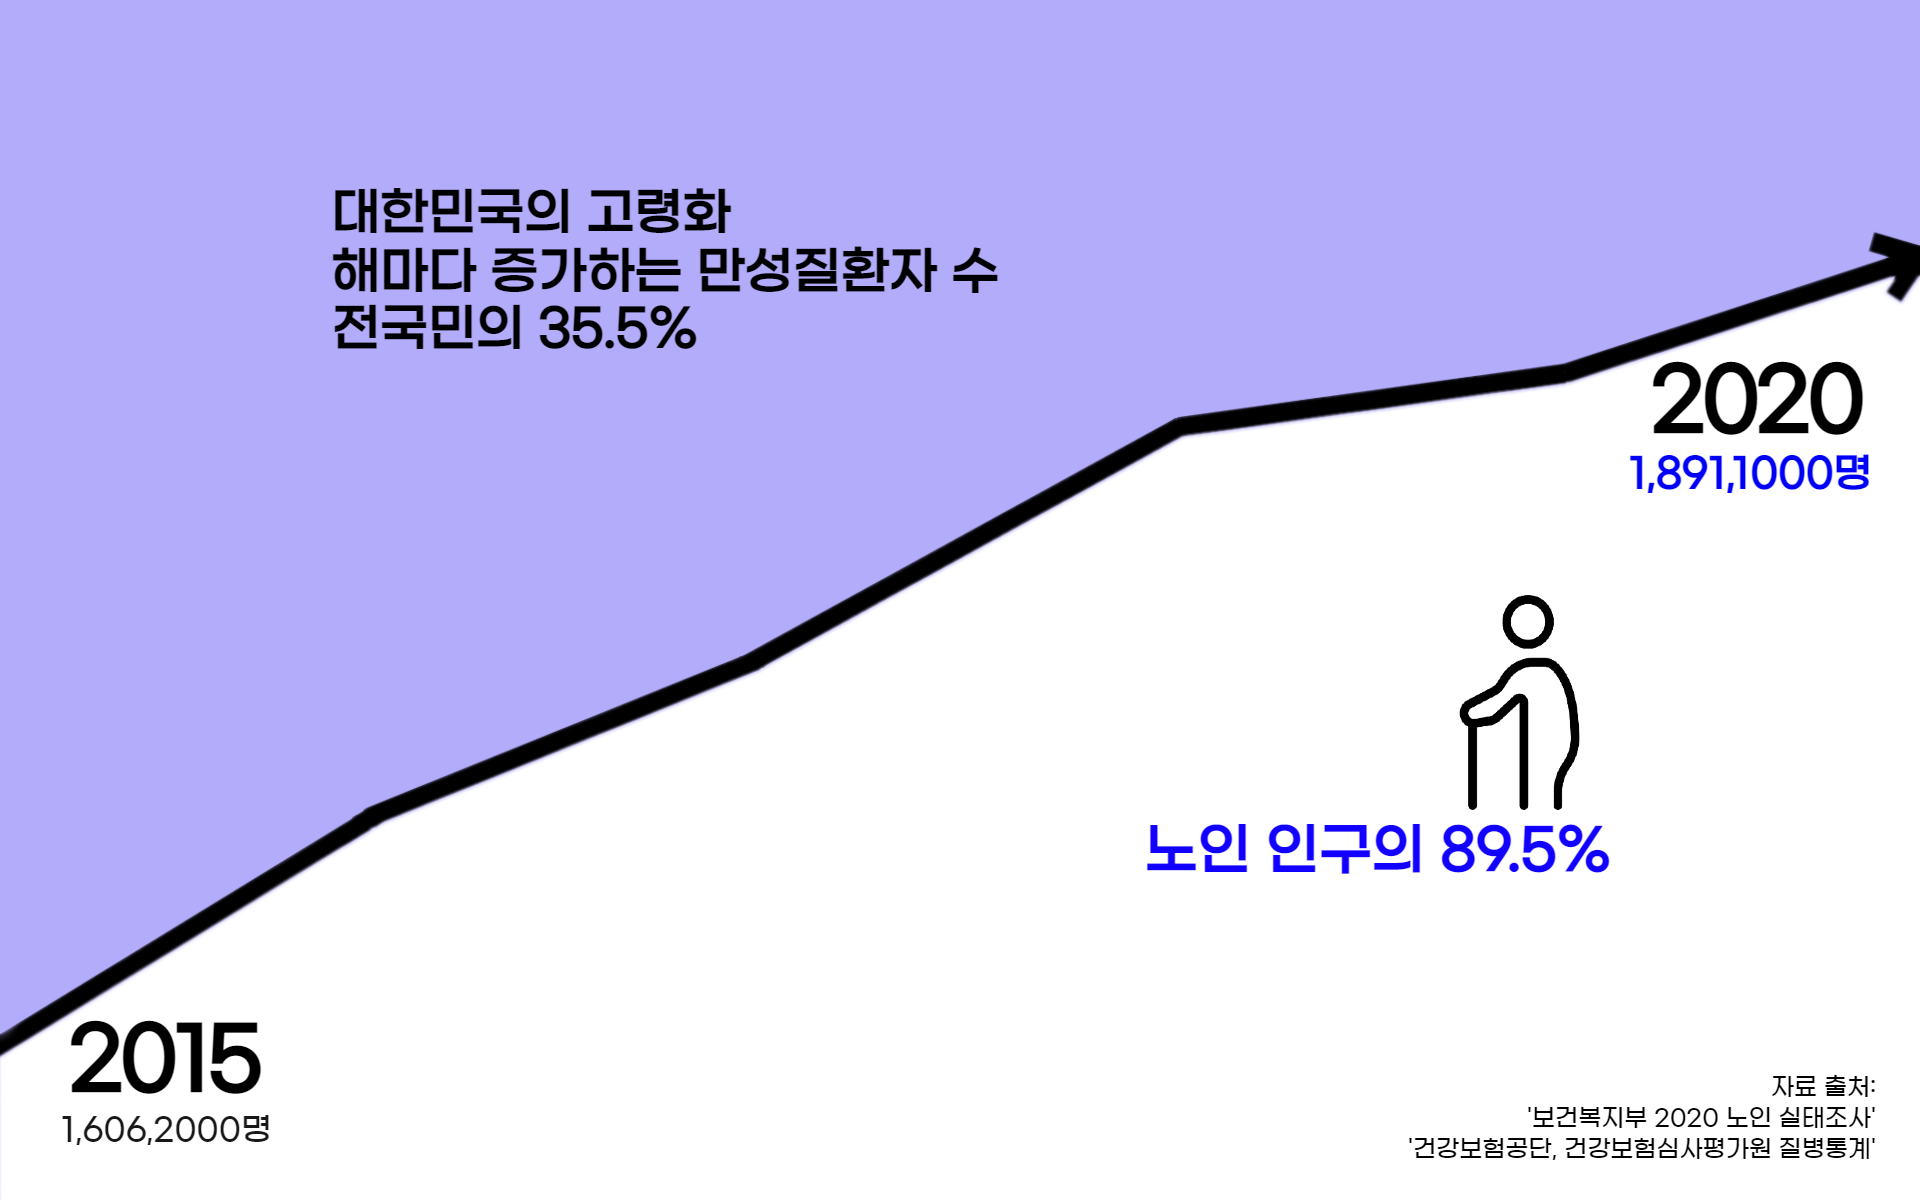 대한민국의 고령화
해마다 증가하는 만성질환자 수
전국민의 35.5%
2020
1,891,1000명
노인 인구의 89.5%
2015
1,606,2000명
자료 출처:
'보건복지부 2020 노인 실태조사'
'건강보험공단, 건강보험심사평가원 질병통계'